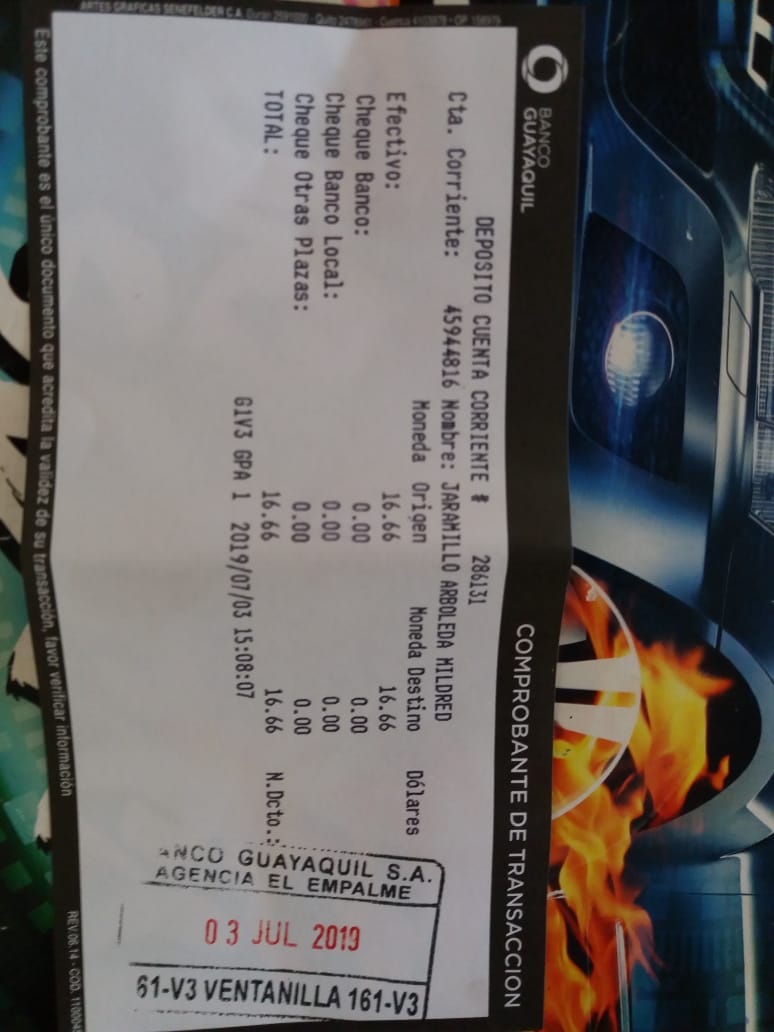 ARTES GRAFICAS SENEFELDER C.A.
BANCO
GUAYAQUIL
COMPROBANTE DE TRANSACCION
DEPOSITO CUENTA CORRIENTE # 286131
Cta. Corriente: 45944816 Nombre: JARAMILLO ARBOLEDA MILDRED
Moneda Origen Moneda Destino Dólares
Efectivo: 16.66 16.66
Cheque Banco: 0.00 0.00
Cheque Banco Local: 0.00 0.00
Cheque Otras Plazas: 0.00 0.00
TOTAL: 16.66 16.66 N.Dcto.:
G1V3 GPA 1 2019/07/03 15:08:07
ANCO GUAYAQUIL S.A.
AGENCIA EL EMPALME
03 JUL 2019
61-V3 VENTANILLA 161-V3
Este comprobante es el único documento que acredita la validez de su transacción, favor verificar información
REV.06.14 - COD.